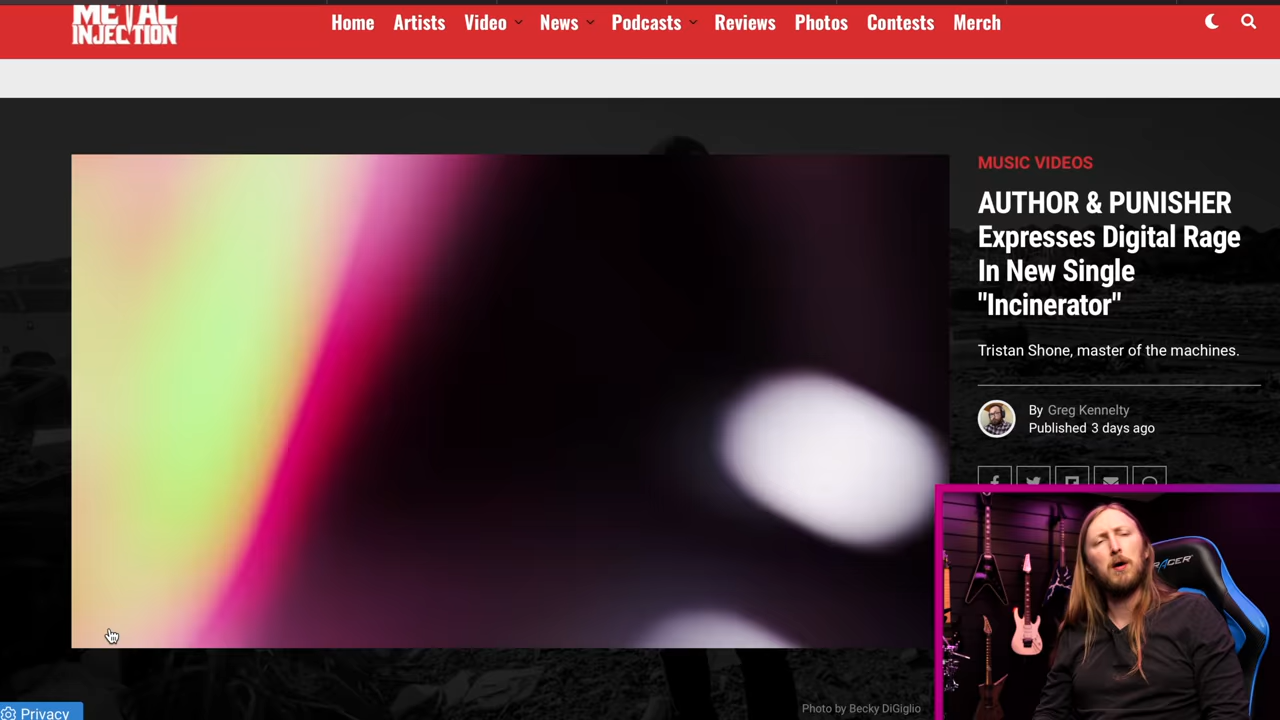 METAL
INJECTION
Home Artists Video News Podcasts Reviews Photos Contests Merch
MUSIC VIDEOS
AUTHOR & PUNISHER
Expresses Digital Rage
In New Single
"Incinerator"
Tristan Shone, master of the machines.
By Greg Kennelty
Published 3 days ago
Photo by Becky DiGiglio
Privacy